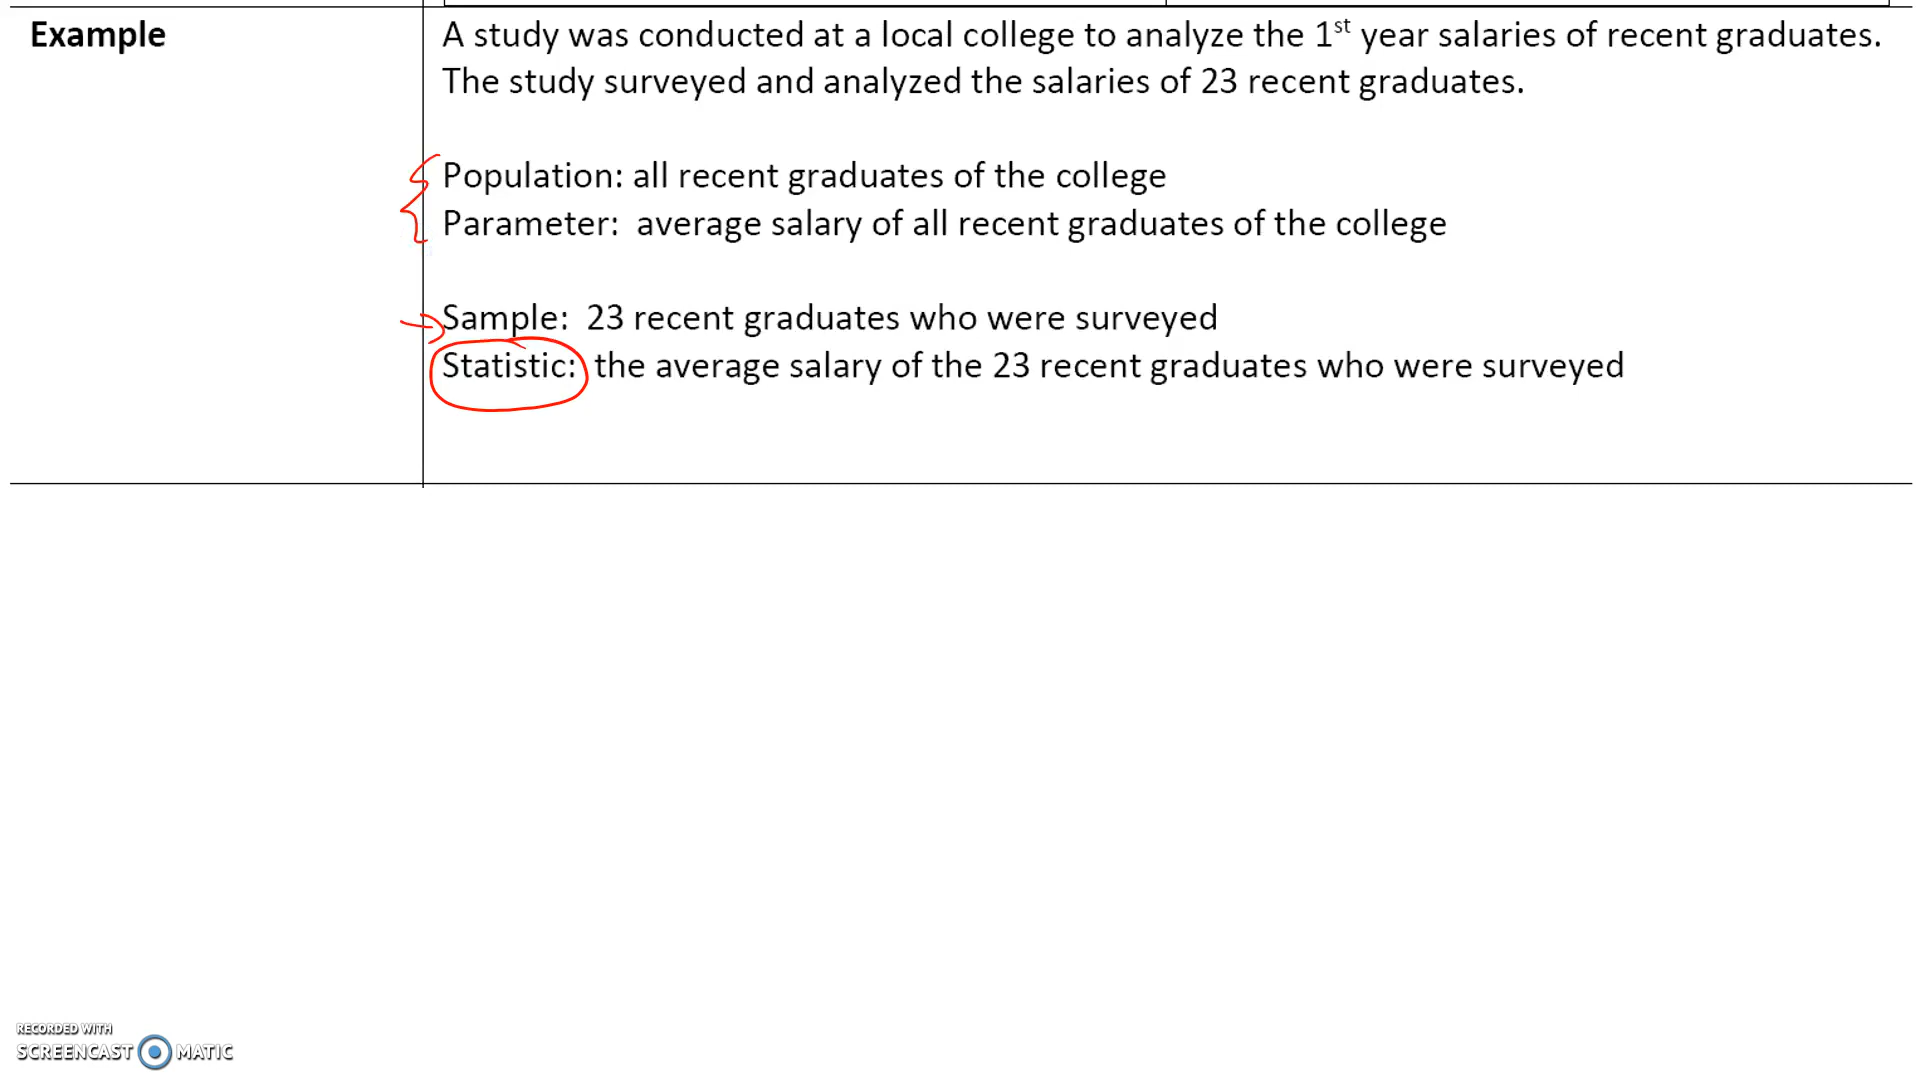 Example
A study was conducted at a local college to analyze the 1st year salaries of recent graduates.
The study surveyed and analyzed the salaries of 23 recent graduates.
Population: all recent graduates of the college
Parameter: average salary of all recent graduates of the college
Sample: 23 recent graduates who were surveyed
Statistic: the average salary of the 23 recent graduates who were surveyed
RECORDED WITH
SCREENCAST MATIC